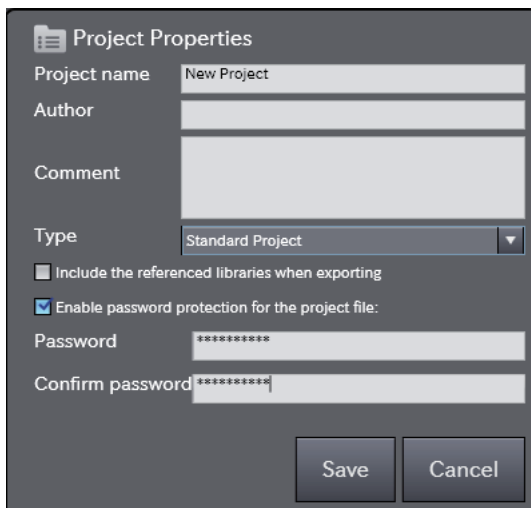 Project Properties
Project name New Project
Author
Comment
Type Standard Project
Include the referenced libraries when exporting
Enable password protection for the project file:
Password **********
Confirm password **********
Save Cancel